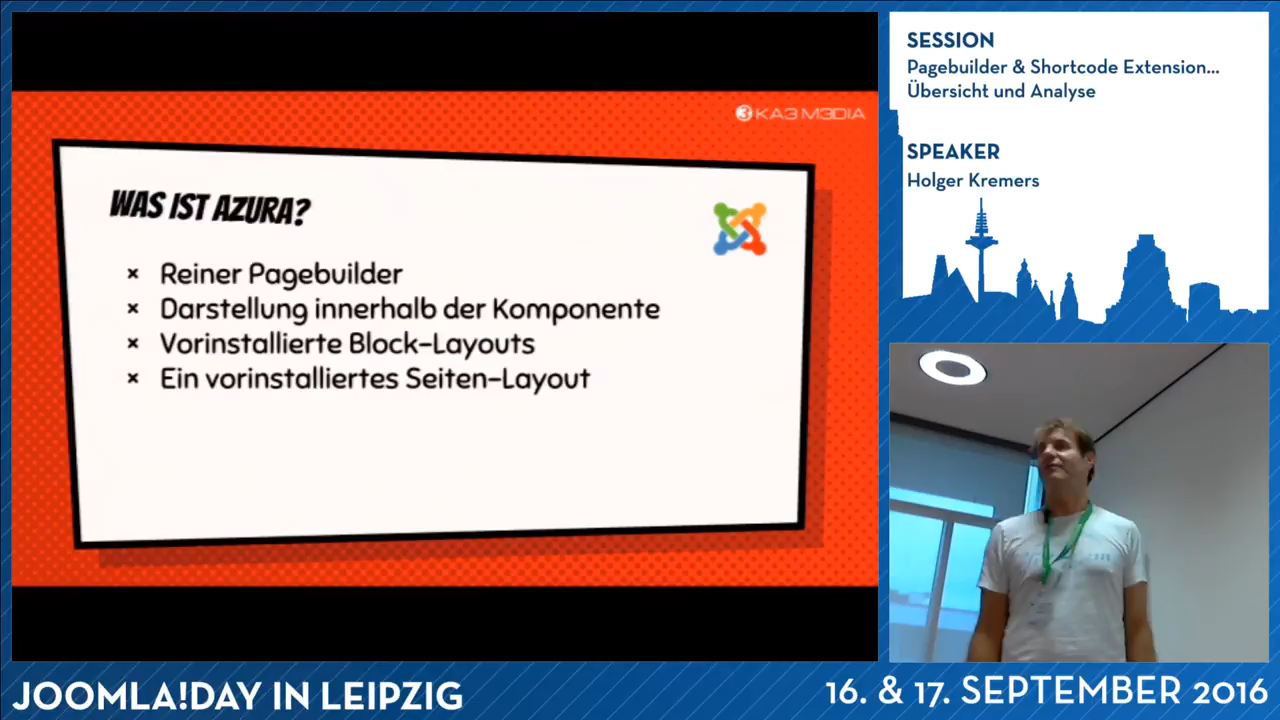 KA3 M3DIA
WAS IST AZURA?
× Reiner Pagebuilder
× Darstellung innerhalb der Komponente
× Vorinstallierte Block-Layouts
× Ein vorinstalliertes Seiten-Layout
SESSION
Pagebuilder & Shortcode Extension...
Übersicht und Analyse
SPEAKER
Holger Kremers
JOOMLA!DAY IN LEIPZIG
16. & 17. SEPTEMBER 2016